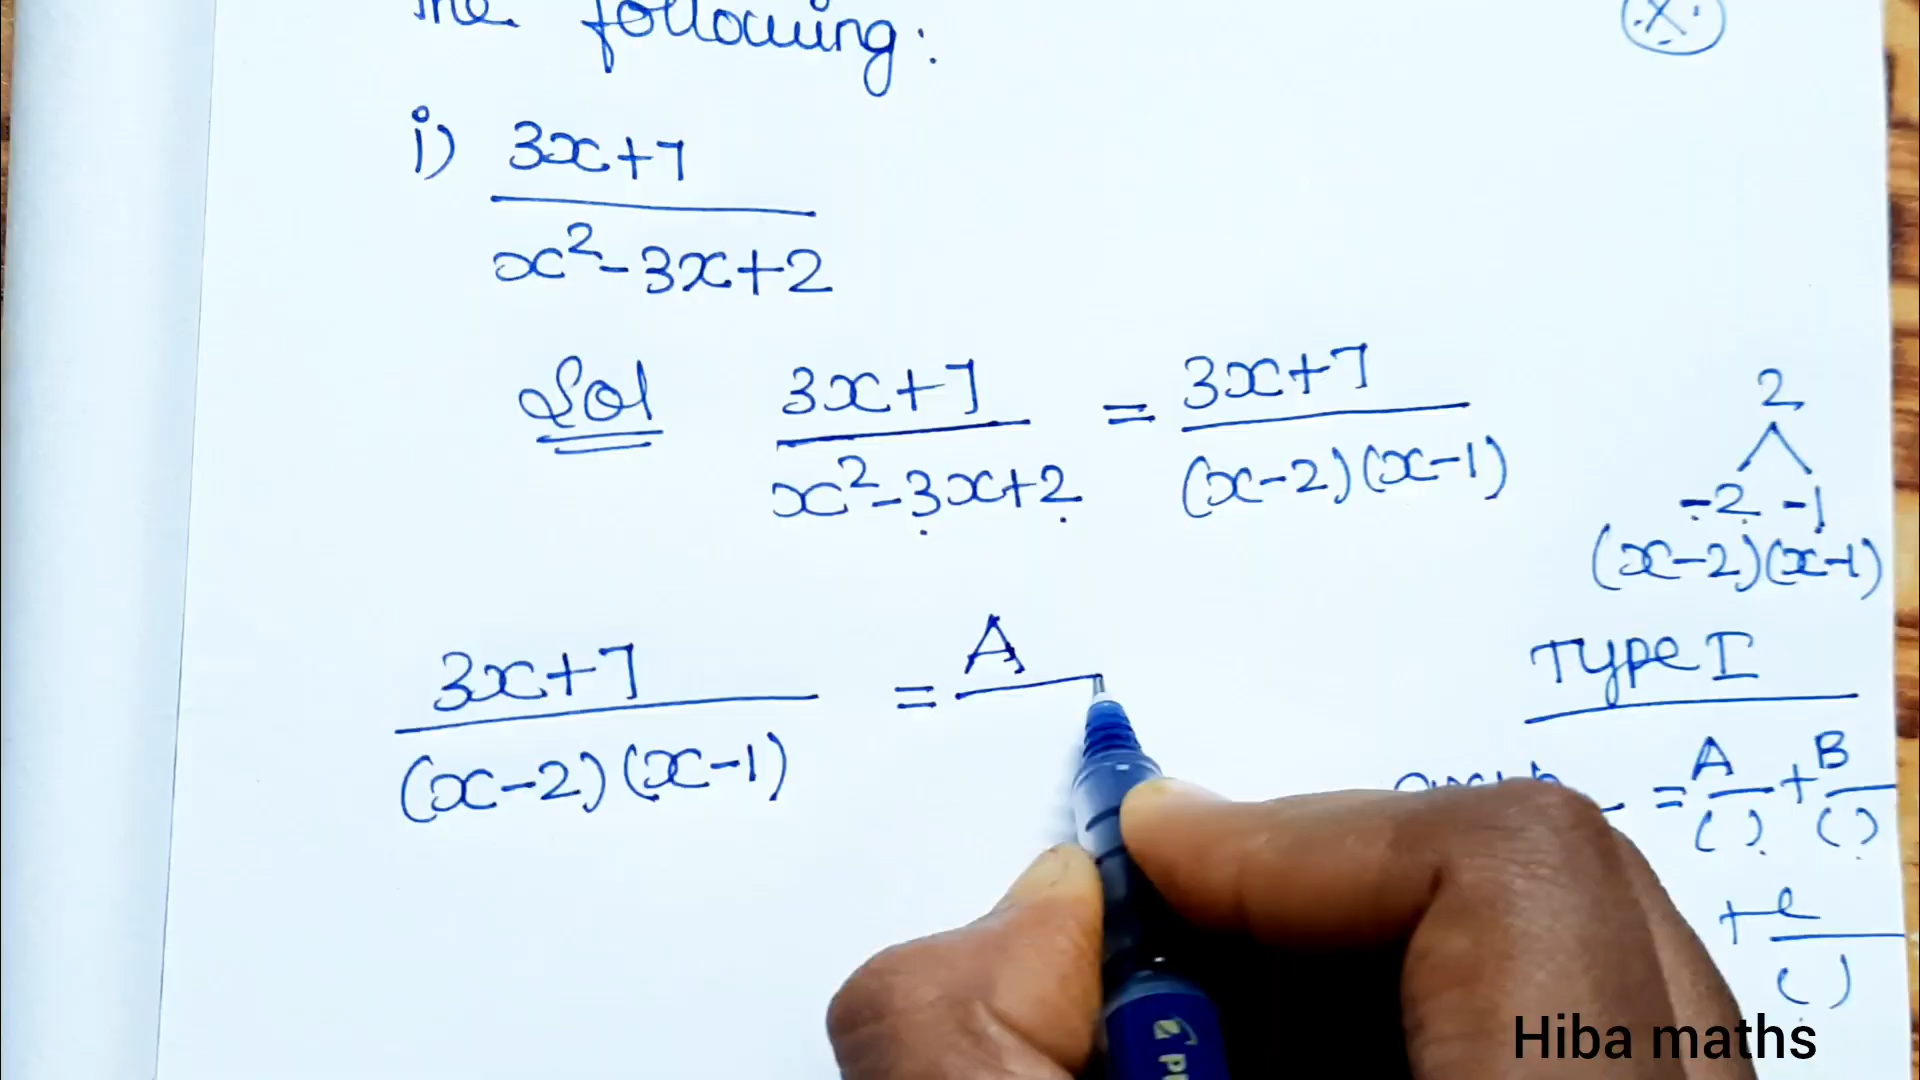 the following:
i) 3x+7
x²-3x+2
Sol 3x+7 = 3x+7
x²-3x+2 (x-2)(x-1)
2
-2 -1
(x-2)(x-1)
3x+7 = A
(x-2)(x-1)
Type I
= A + B
( ) ( )
+ C
( )
Hiba maths